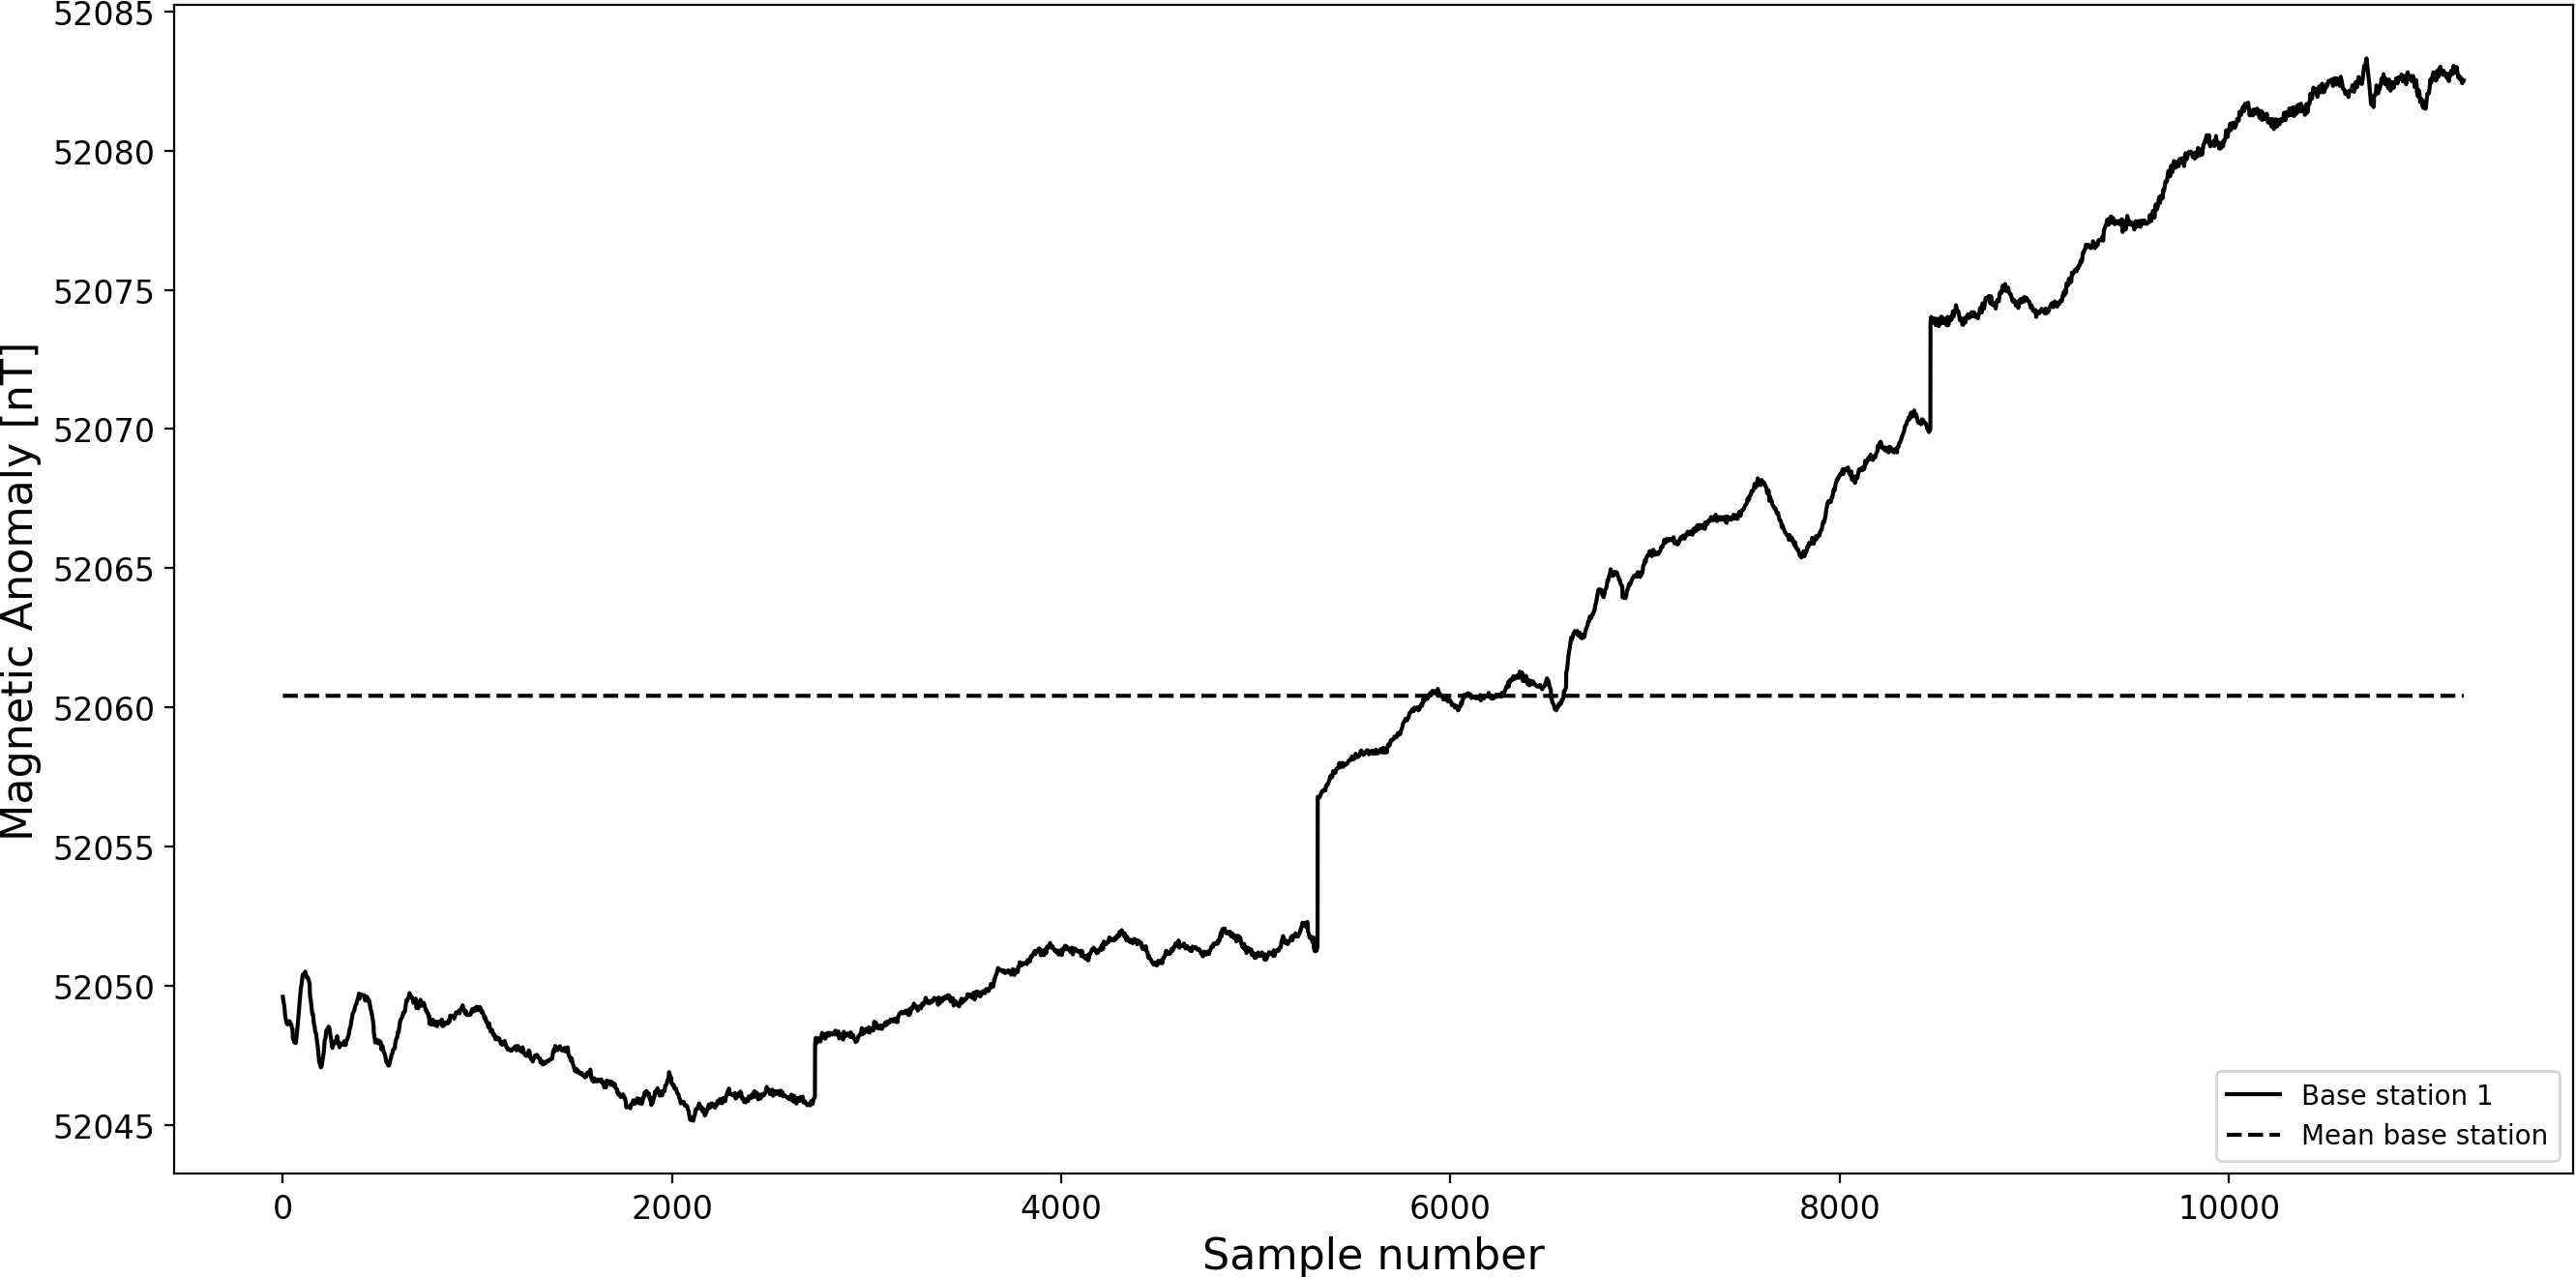 52085
52080
52075
52070
52065
52060
52055
52050
52045
Magnetic Anomaly [nT]
0 2000 4000 6000 8000 10000
Sample number
Base station 1
Mean base station